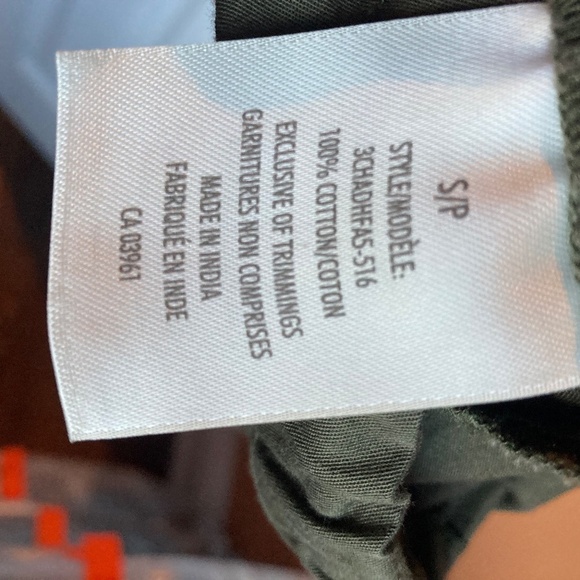 S/P
STYLE/MODÈLE:
3CHADHFA5-516
100% COTTON/COTON
EXCLUSIVE OF TRIMMINGS
GARNITURES NON COMPRISES
MADE IN INDIA
FABRIQUÉ EN INDE
CA 03961